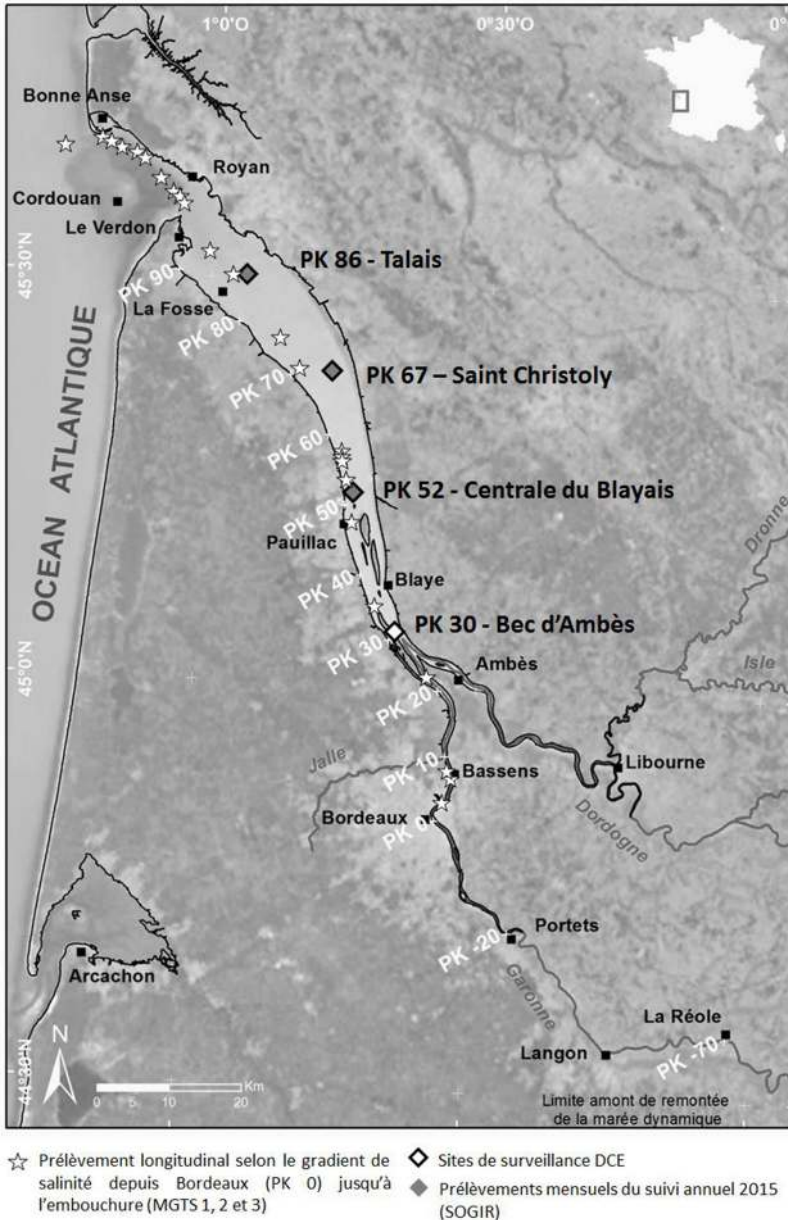 1°0'O
0°30'O
0°
Bonne Anse
Royan
Cordouan
Le Verdon
45°30'N
PK 90
PK 86 - Talais
La Fosse
PK 80
OCEAN ATLANTIQUE
PK 70
PK 67 – Saint Christoly
PK 60
PK 52 - Centrale du Blayais
PK 50
Pauillac
Dronne
PK 40
Blaye
PK 30 - Bec d'Ambès
PK 30
45°0'N
Ambès
Isle
PK 20
Jalle
PK 10
Bassens
Libourne
Bordeaux
PK 0
Dordogne
Portets
PK -20
Arcachon
Garonne
La Réole
N
Langon
PK -70
44°30'N
Km
0 5 10 20
Limite amont de remontée
de la marée dynamique
Prélèvement longitudinal selon le gradient de
salinité depuis Bordeaux (PK 0) jusqu'à
l'embouchure (MGTS 1, 2 et 3)
Sites de surveillance DCE
Prélèvements mensuels du suivi annuel 2015
(SOGIR)